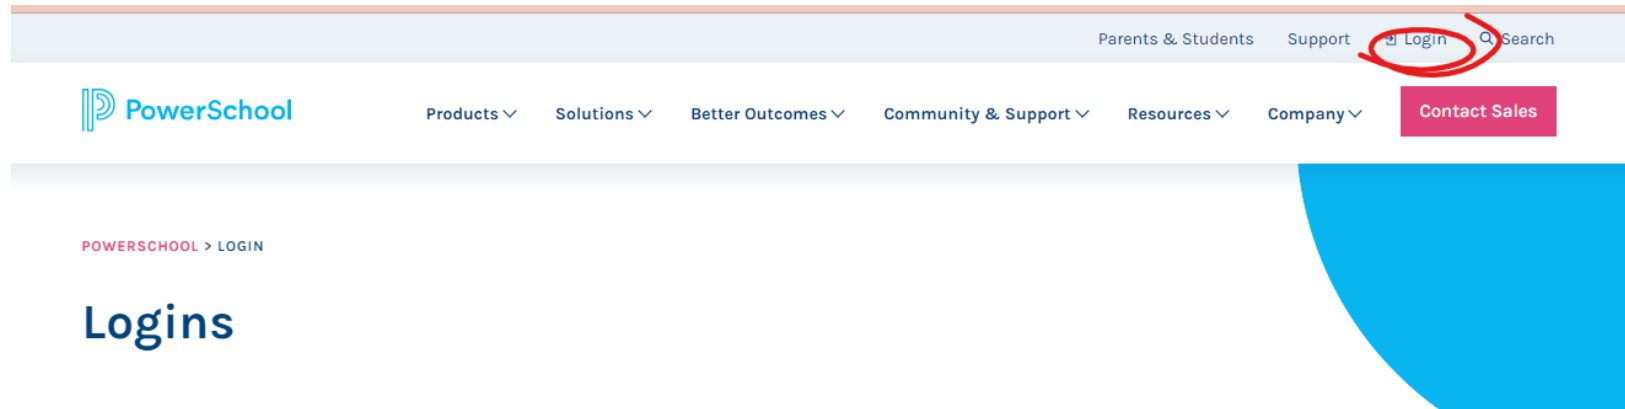 Parents & Students Support Login Search
PowerSchool Products Solutions Better Outcomes Community & Support Resources Company Contact Sales
POWERSCHOOL > LOGIN
Logins